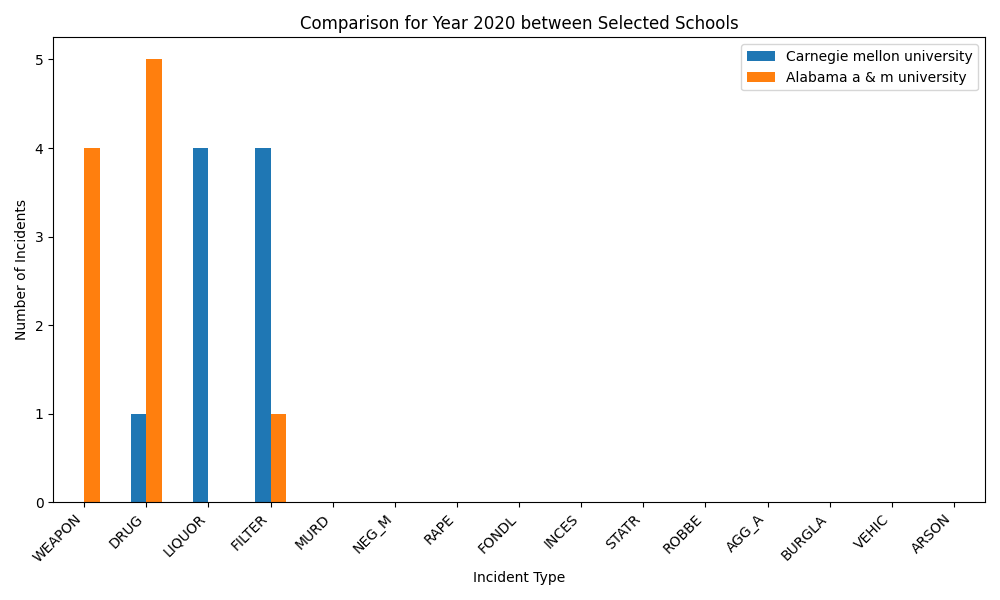 Comparison for Year 2020 between Selected Schools
Carnegie mellon university
Alabama a & m university
Number of Incidents
5
4
3
2
1
0
WEAPON
DRUG
LIQUOR
FILTER
MURD
NEG_M
RAPE
FONDL
INCES
STATR
ROBBE
AGG_A
BURGLA
VEHIC
ARSON
Incident Type